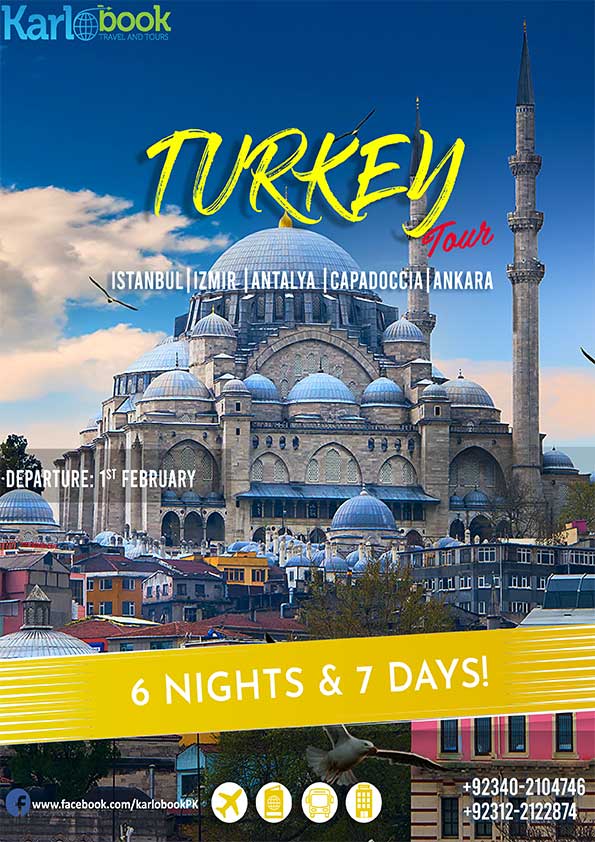 Karlobook
TRAVEL AND TOURS
TURKEY
Tour
ISTANBUL|IZMIR |ANTALYA |CAPADOCCIA|ANKARA
DEPARTURE: 1ST FEBRUARY
6 NIGHTS & 7 DAYS!
www.facebook.com/karlobookPK
+92340-2104746
+92312-2122874